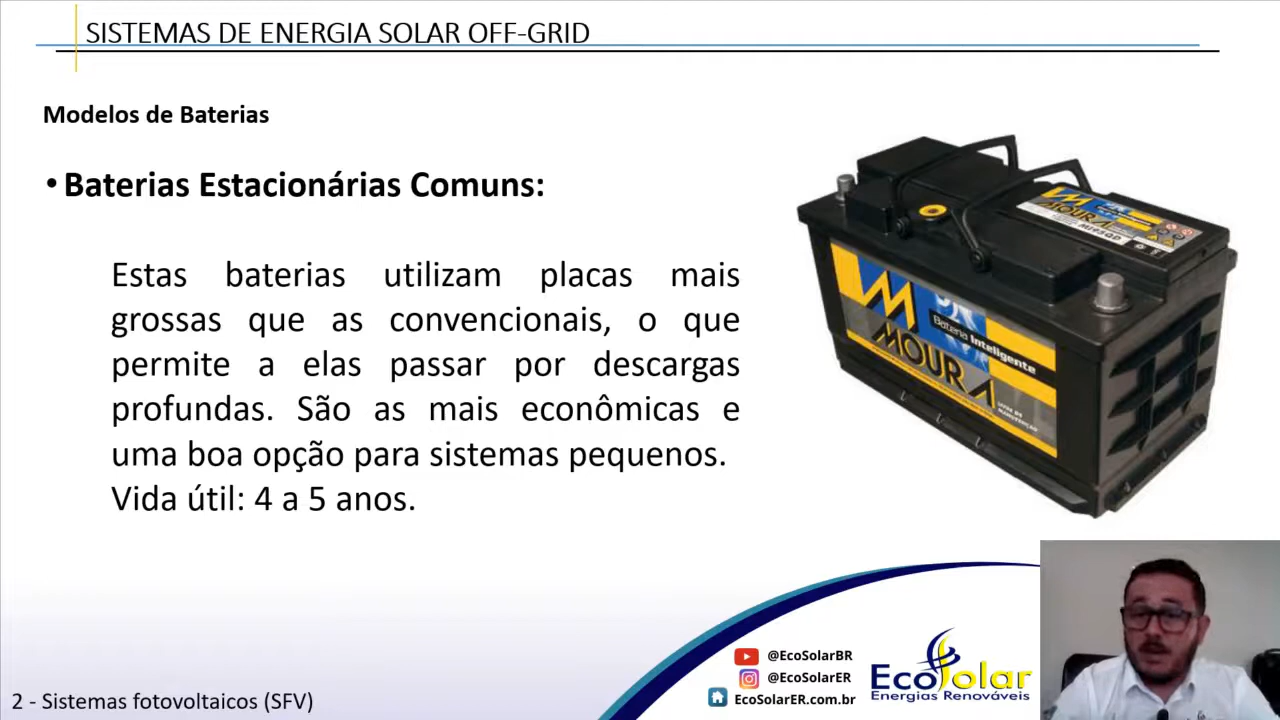 SISTEMAS DE ENERGIA SOLAR OFF-GRID
Modelos de Baterias
• Baterias Estacionárias Comuns:
Estas baterias utilizam placas mais
grossas que as convencionais, o que
permite a elas passar por descargas
profundas. São as mais econômicas e
uma boa opção para sistemas pequenos.
Vida útil: 4 a 5 anos.
MOURA
Bateria Inteligente
MOURA
@EcoSolarBR
@EcoSolarER
EcoSolarER.com.br
EcoSolar
Energias Renováveis
2 - Sistemas fotovoltaicos (SFV)